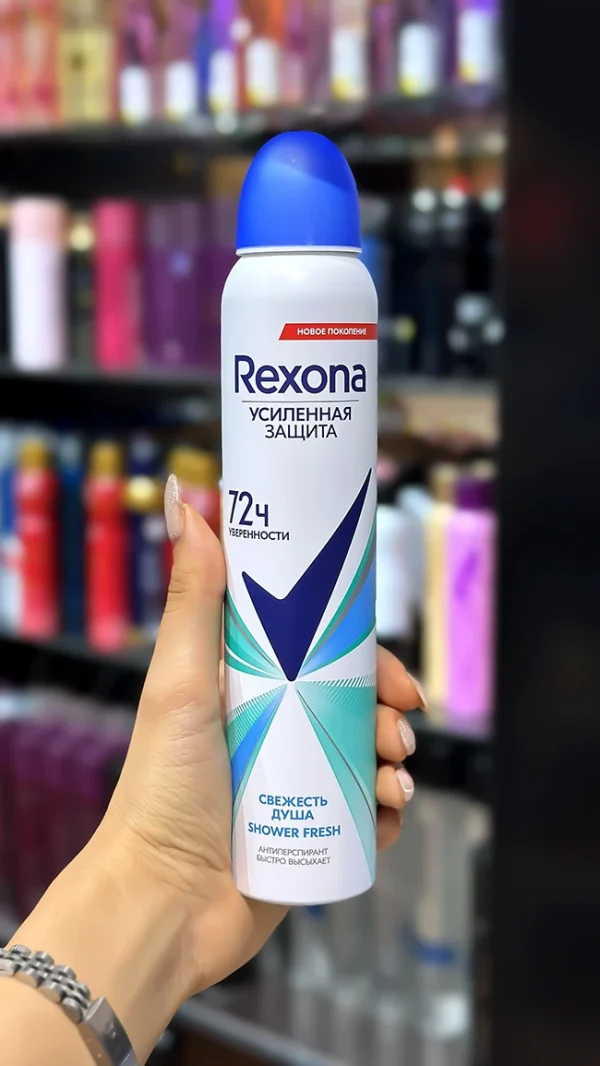 НОВОЕ ПОКОЛЕНИЕ
Rexona
УСИЛЕННАЯ
ЗАЩИТА
72ч
УВЕРЕННОСТИ
СВЕЖЕСТЬ
ДУША
SHOWER FRESH
АНТИПЕРСПИРАНТ
БЫСТРО ВЫСЫХАЕТ